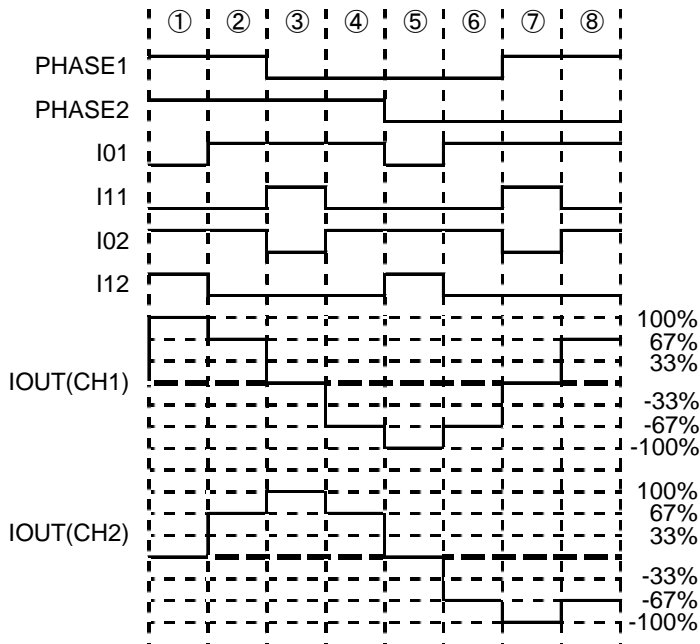 ① ② ③ ④ ⑤ ⑥ ⑦ ⑧
PHASE1
PHASE2
I01
I11
I02
I12
100%
67%
33%
IOUT(CH1)
-33%
-67%
-100%
100%
67%
IOUT(CH2)
33%
-33%
-67%
-100%